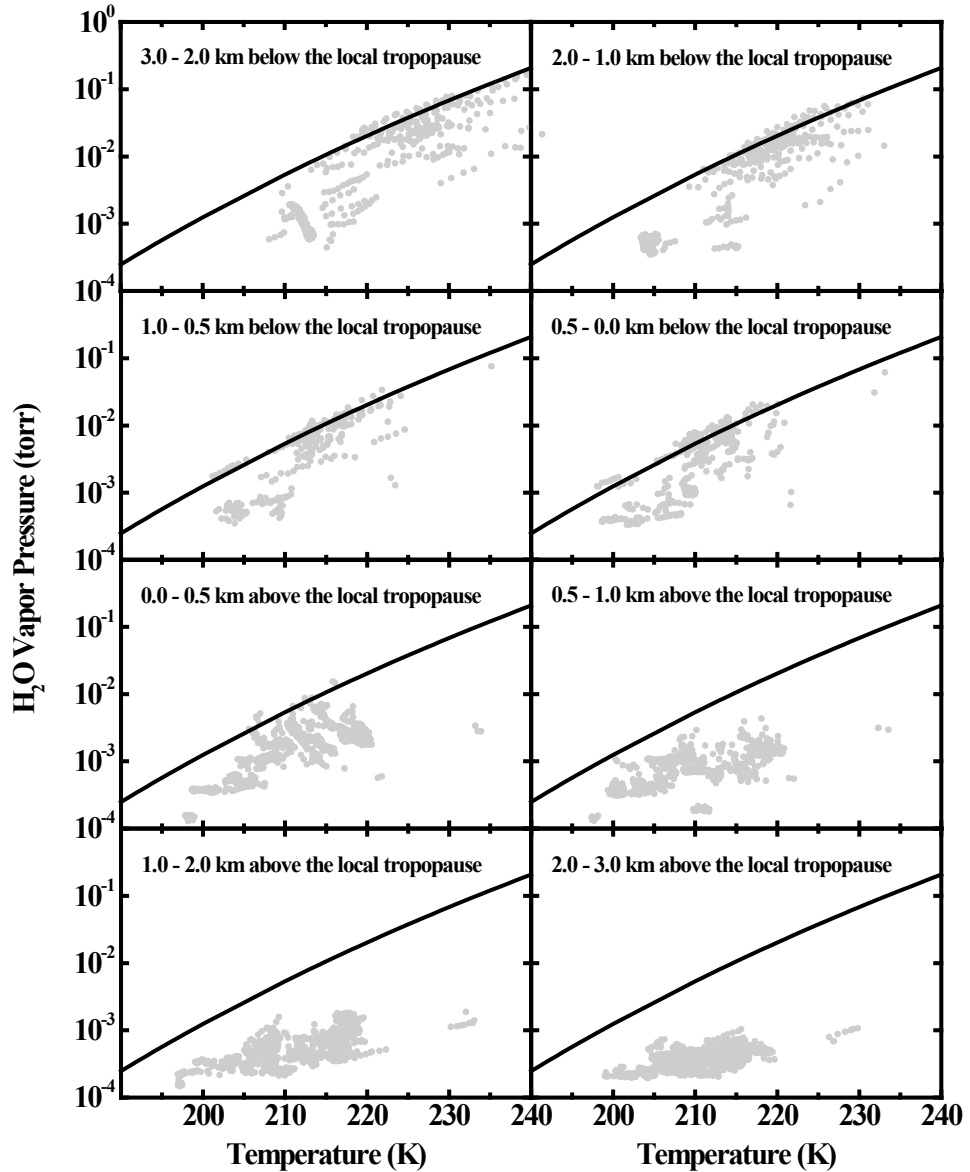 3.0 - 2.0 km below the local tropopause
2.0 - 1.0 km below the local tropopause
10⁰
10⁻¹
10⁻²
10⁻³
10⁻⁴
1.0 - 0.5 km below the local tropopause
0.5 - 0.0 km below the local tropopause
10⁻¹
10⁻²
10⁻³
10⁻⁴
0.0 - 0.5 km above the local tropopause
0.5 - 1.0 km above the local tropopause
10⁻¹
10⁻²
10⁻³
10⁻⁴
1.0 - 2.0 km above the local tropopause
2.0 - 3.0 km above the local tropopause
10⁻¹
10⁻²
10⁻³
10⁻⁴
H₂O Vapor Pressure (torr)
200 210 220 230 240 200 210 220 230 240
Temperature (K) Temperature (K)